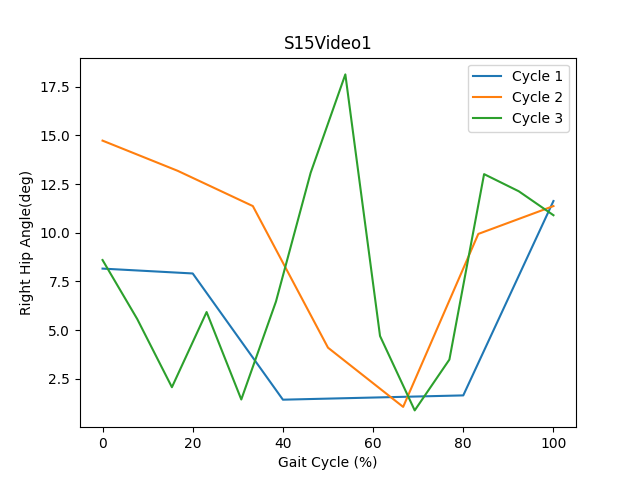 S15Video1
Cycle 1
Cycle 2
Cycle 3
Right Hip Angle(deg)
17.5
15.0
12.5
10.0
7.5
5.0
2.5
0 20 40 60 80 100
Gait Cycle (%)